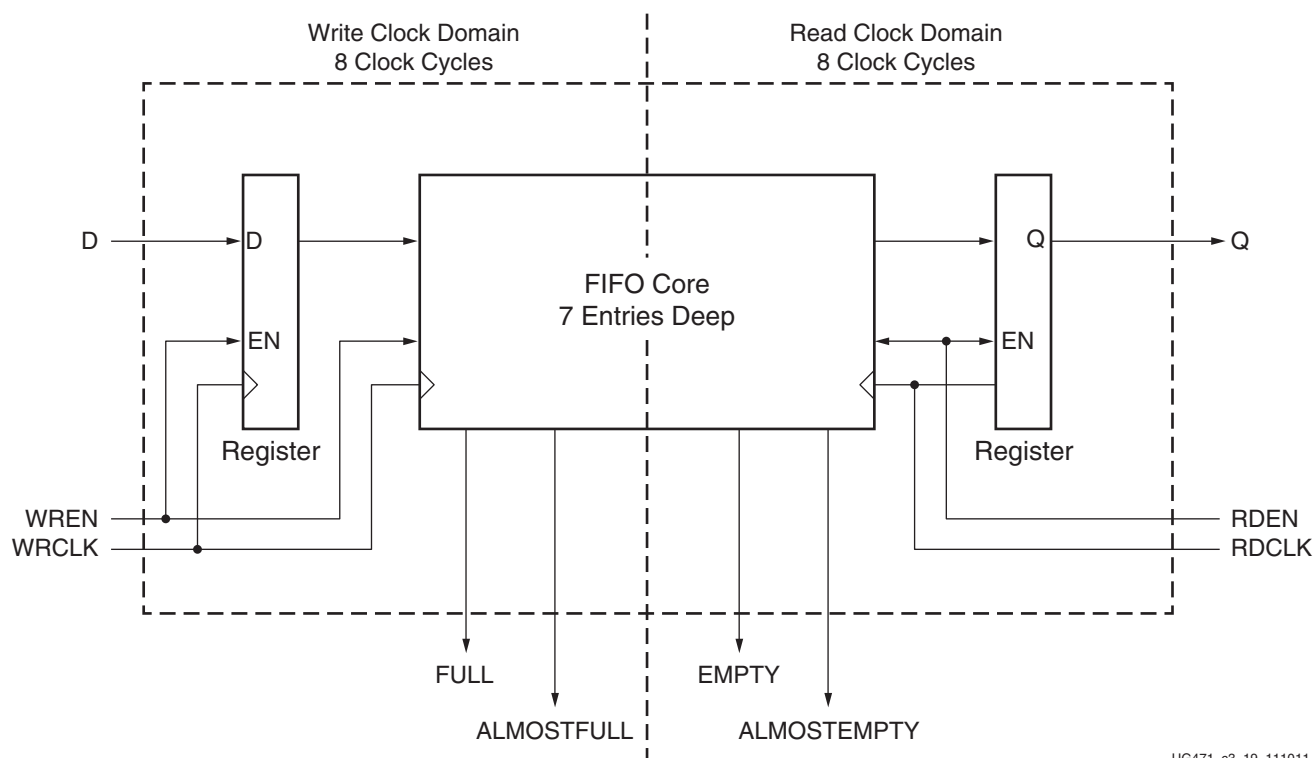 Write Clock Domain
8 Clock Cycles
Read Clock Domain
8 Clock Cycles
D
D
Q
Q
FIFO Core
7 Entries Deep
EN
EN
Register
Register
WREN
WRCLK
RDEN
RDCLK
FULL
EMPTY
ALMOSTFULL
ALMOSTEMPTY